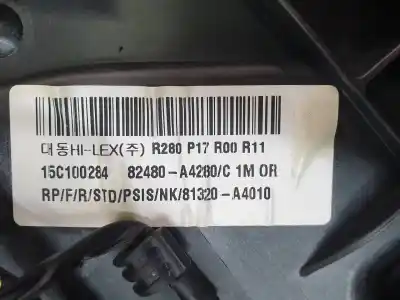 대동HI-LEX(주) R280 P17 R00 R11
15C100284 82480-A4280/C 1M OR
RP/F/R/STD/PSIS/NK/81320-A4010